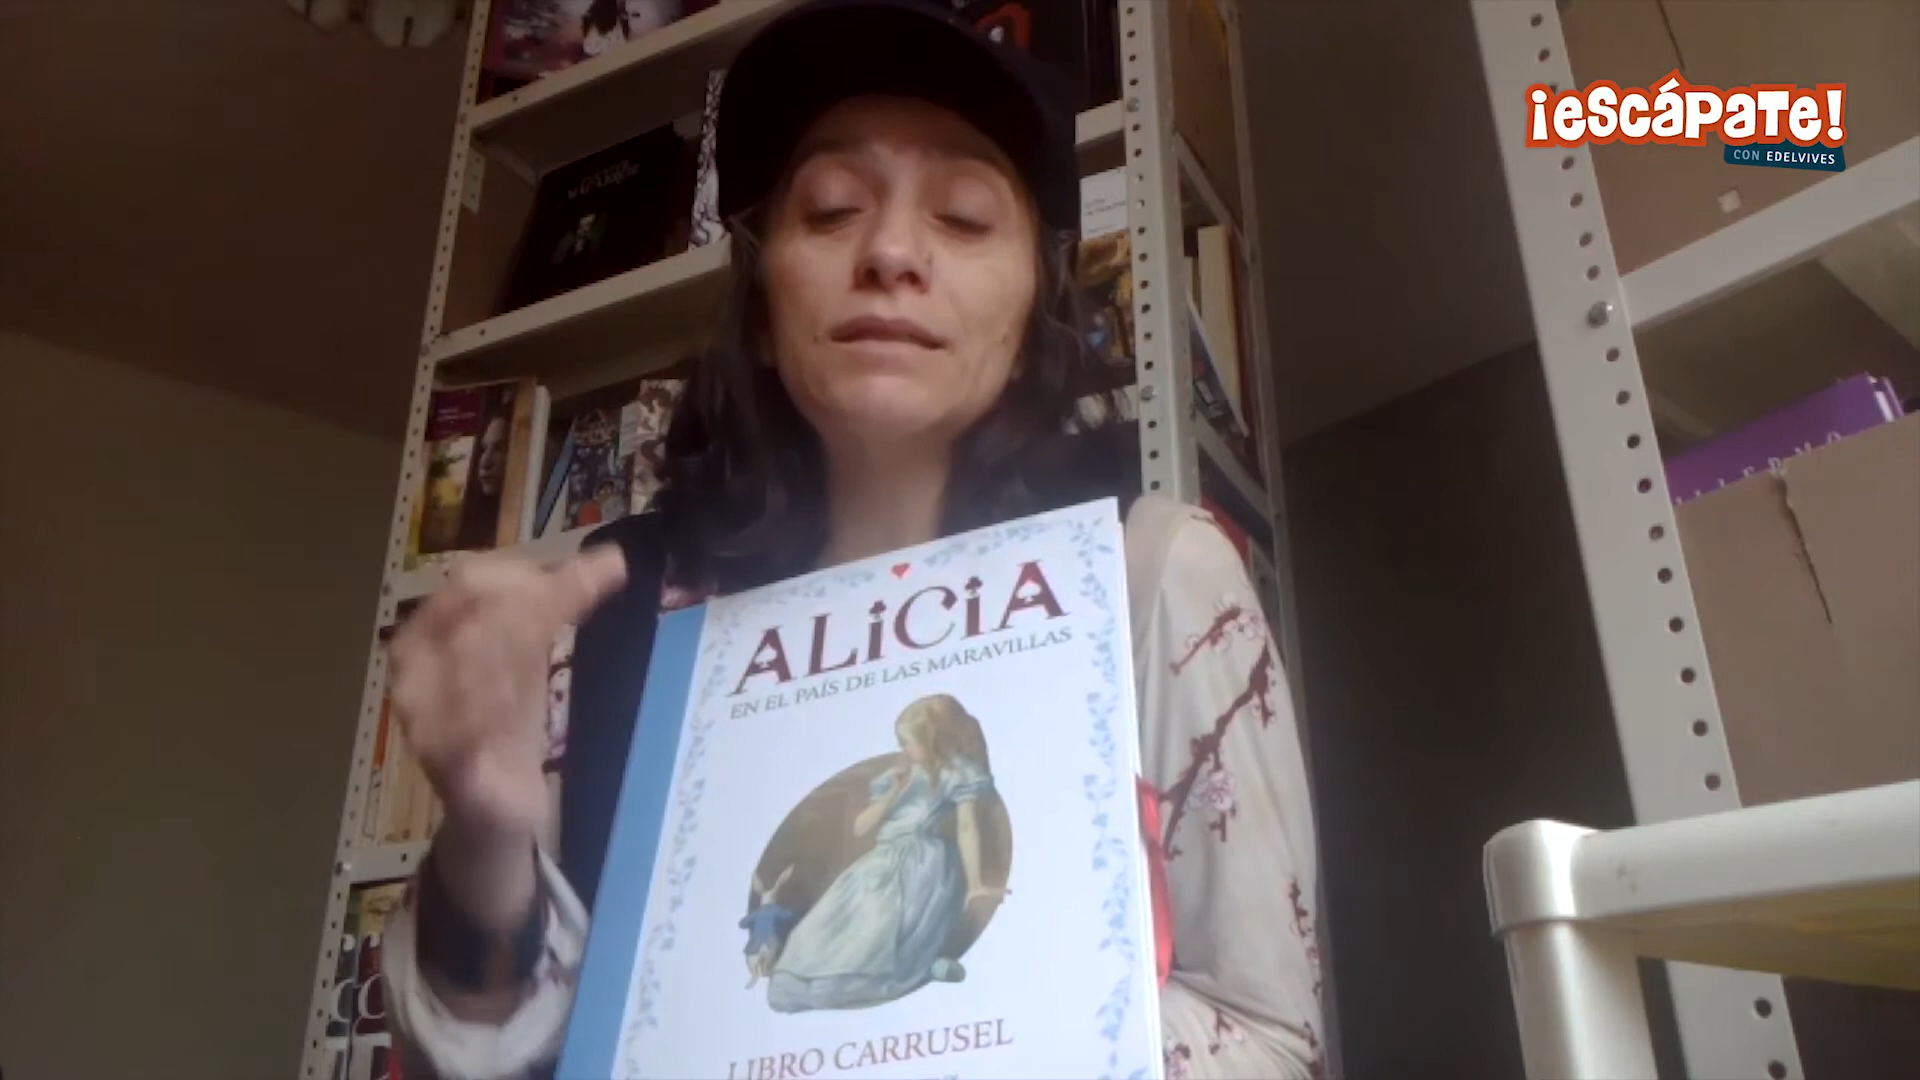 ¡escápate!
CON EDELVIVES
ALiCiA
EN EL PAÍS DE LAS MARAVILLAS
LIBRO CARRUSEL